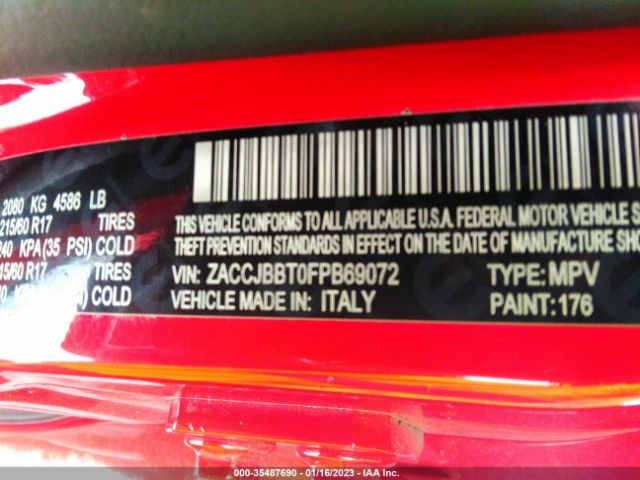 2080 KG 4586 LB
215/60 R17 TIRES
240 KPA(35 PSI) COLD
15/60 R17 TIRES
COLD
THIS VEHICLE CONFORMS TO ALL APPLICABLE U.S.A. FEDERAL MOTOR VEHICLE S
THEFT PREVENTION STANDARDS IN EFFECT ON THE DATE OF MANUFACTURE SHO
VIN: ZACCJBBT0FPB69072 TYPE: MPV
VEHICLE MADE IN: ITALY PAINT:176
000-35487690 - 01/16/2023 - IAA Inc.